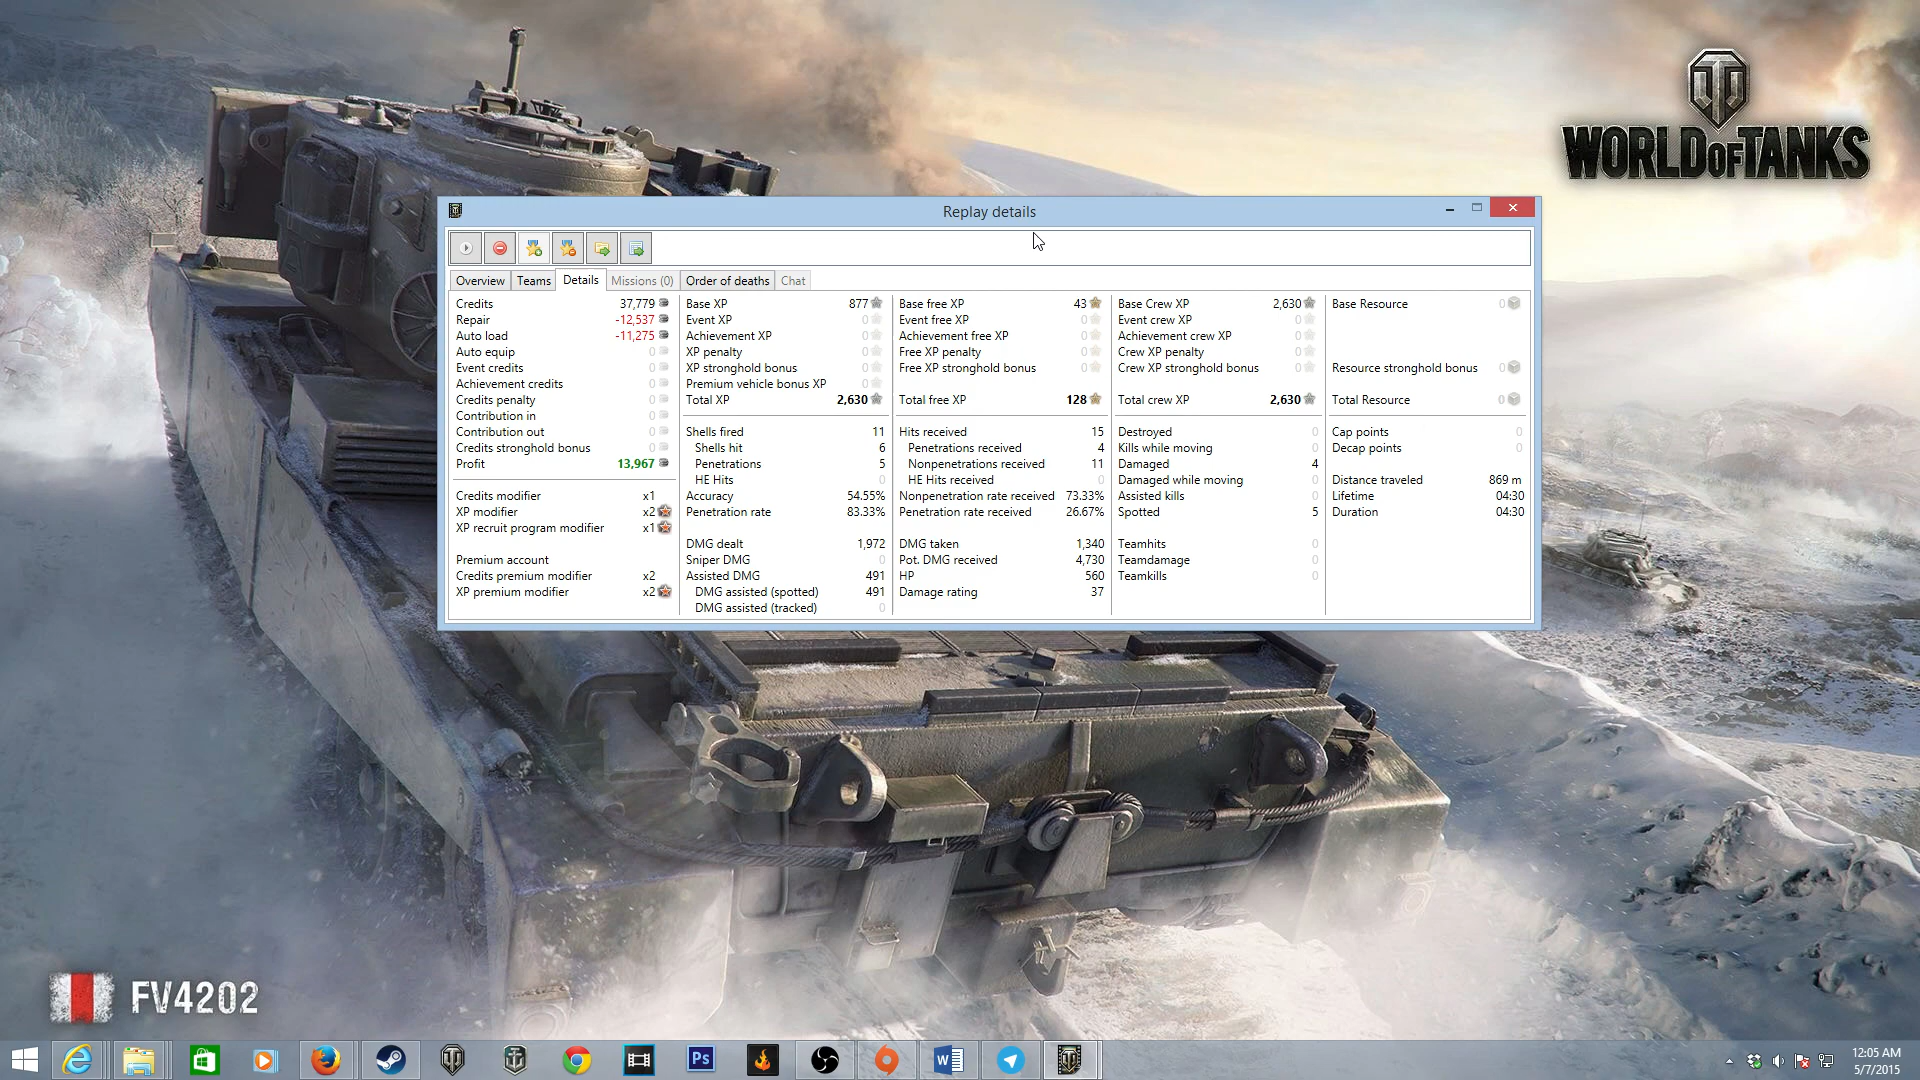 WORLD OF TANKS
Replay details
Overview Teams Details Missions (0) Order of deaths Chat
Credits 37,779
Repair -12,537
Auto load -11,275
Auto equip 0
Event credits 0
Achievement credits 0
Credits penalty 0
Contribution in 0
Contribution out 0
Credits stronghold bonus 0
Profit 13,967
Credits modifier x1
XP modifier x2
XP recruit program modifier x1
Premium account
Credits premium modifier x2
XP premium modifier x2
Base XP 877
Event XP 0
Achievement XP 0
XP penalty 0
XP stronghold bonus 0
Premium vehicle bonus XP 0
Total XP 2,630
Shells fired 11
Shells hit 6
Penetrations 5
HE Hits 0
Accuracy 54.55%
Penetration rate 83.33%
DMG dealt 1,972
Sniper DMG 0
Assisted DMG 491
DMG assisted (spotted) 491
DMG assisted (tracked) 0
Base free XP 43
Event free XP 0
Achievement free XP 0
Free XP penalty 0
Free XP stronghold bonus 0
Total free XP 128
Hits received 15
Penetrations received 4
Nonpenetrations received 11
HE Hits received 0
Nonpenetration rate received 73.33%
Penetration rate received 26.67%
DMG taken 1,340
Pot. DMG received 4,730
HP 560
Damage rating 37
Base Crew XP 2,630
Event crew XP 0
Achievement crew XP 0
Crew XP penalty 0
Crew XP stronghold bonus 0
Total crew XP 2,630
Destroyed 0
Kills while moving 0
Damaged 4
Damaged while moving 0
Assisted kills 0
Spotted 5
Teamhits 0
Teamdamage 0
Teamkills 0
Base Resource 0
Resource stronghold bonus 0
Total Resource 0
Cap points 0
Decap points 0
Distance traveled 869 m
Lifetime 04:30
Duration 04:30
FV4202
Ps
W
12:05 AM
5/7/2015